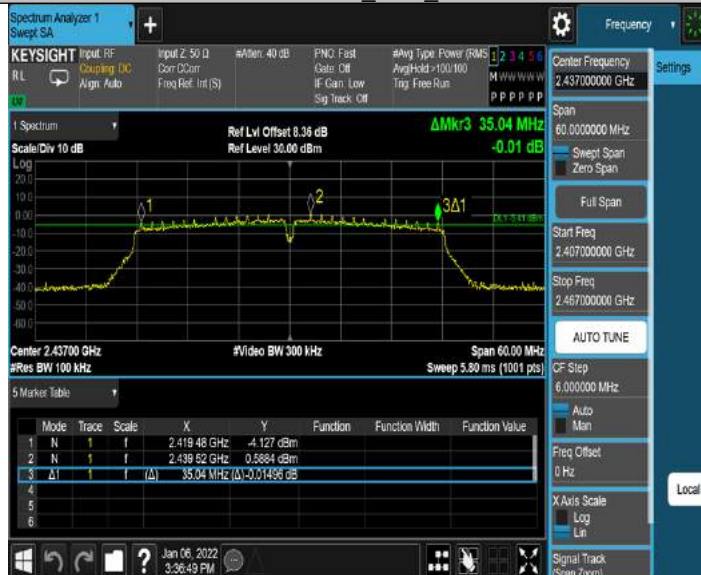 Spectrum Analyzer 1
Swept SA
+
Frequency
KEYSIGHT
RL
Input: RF
Coupling: DC
Align: Auto
Input Z: 50 Ω
Corr CCorr
Freq Ref: Int (S)
#Atten: 40 dB
PNO: Fast
Gate: Off
IF Gain: Low
Sig Track: Off
#Avg Type: Power (RMS
Avg|Hold:>100/100
Trig: Free Run
1 2 3 4 5 6
M W W W W W
P P P P P P
1 Spectrum
Scale/Div 10 dB
Ref Lvl Offset 8.36 dB
Ref Level 30.00 dBm
ΔMkr3 35.04 MHz
-0.01 dB
Log
20.0
10.0
0.00
-10.0
-20.0
-30.0
-40.0
-50.0
-60.0
1
2
3Δ1
DL1 -5.41 dBm
Center 2.43700 GHz
#Res BW 100 kHz
#Video BW 300 kHz
Span 60.00 MHz
Sweep 5.80 ms (1001 pts)
5 Marker Table
Mode Trace Scale X Y Function Function Width Function Value
1 N 1 f 2.419 48 GHz -4.127 dBm
2 N 1 f 2.439 52 GHz 0.5884 dBm
3 Δ1 1 f (Δ) 35.04 MHz (Δ) -0.01496 dB
4
5
6
?
Jan 06, 2022
3:36:49 PM
Center Frequency
2.437000000 GHz
Span
60.0000000 MHz
Swept Span
Zero Span
Full Span
Start Freq
2.407000000 GHz
Stop Freq
2.467000000 GHz
AUTO TUNE
CF Step
6.000000 MHz
Auto
Man
Freq Offset
0 Hz
X Axis Scale
Log
Lin
Signal Track
(Span Zoom)
Settings
Local